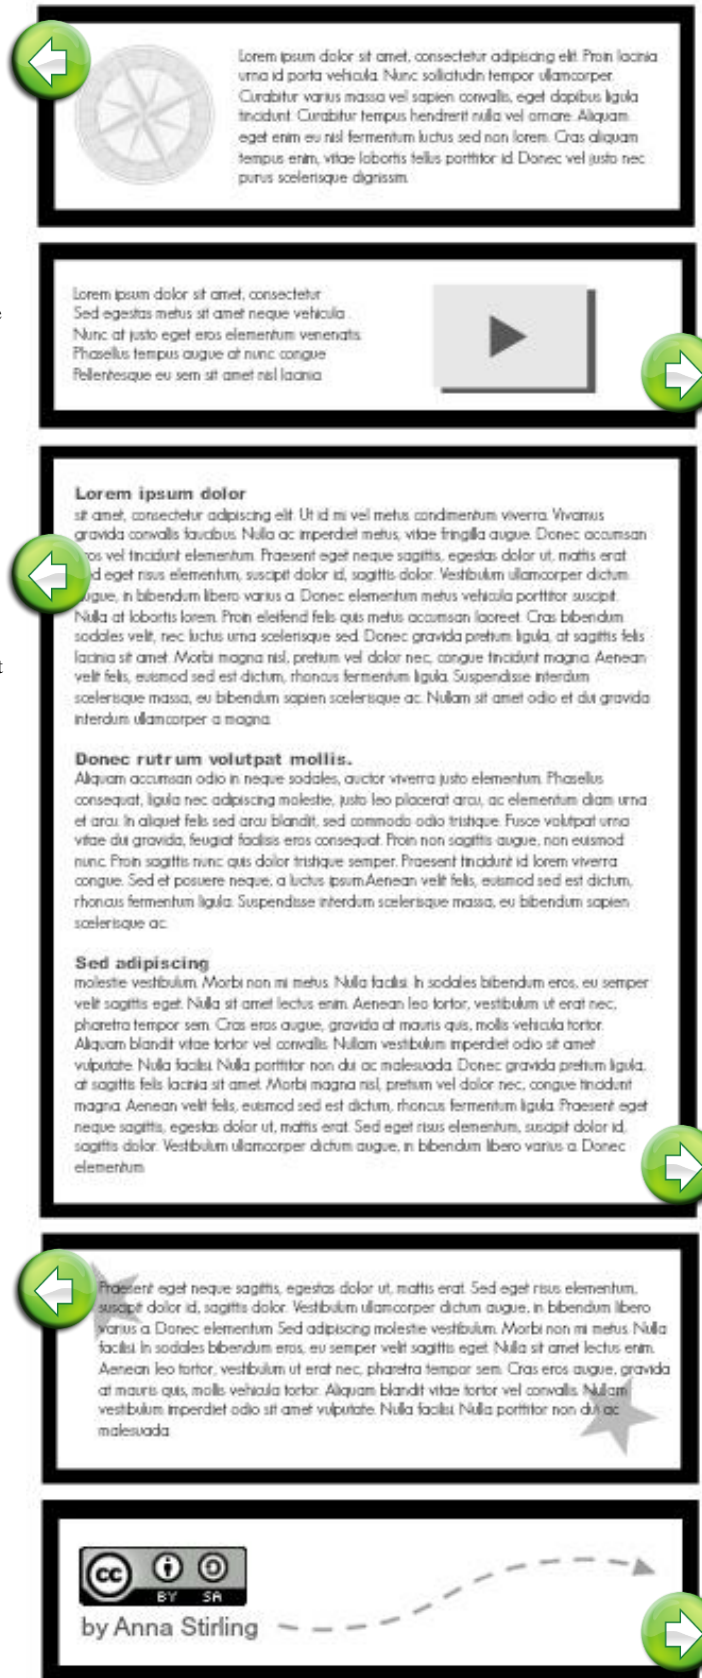 Lorem ipsum dolor sit amet, consectetur adipiscing elit. Proin lacinia
urna id porta vehicula. Nunc sollicitudin tempor ullamcorper.
Curabitur varius massa vel sapien convallis, eget dapibus ligula
tincidunt. Curabitur tempus hendrerit nulla vel ornare. Aliquam
eget enim eu nisl fermentum luctus sed non lorem. Cras aliquam
tempus enim, vitae lobortis tellus porttitor id. Donec vel justo nec
purus scelerisque dignissim.
Lorem ipsum dolor sit amet, consectetur
Sed egestas metus sit amet neque vehicula .
Nunc at justo eget eros elementum venenatis.
Phasellus tempus augue at nunc congue
Pellentesque eu sem sit amet nisl lacinia.
Lorem ipsum dolor
sit amet, consectetur adipiscing elit. Ut id mi vel metus condimentum viverra. Vivamus
gravida convallis faucibus. Nulla ac imperdiet metus, vitae fringilla augue. Donec accumsan
eros vel tincidunt elementum. Praesent eget neque sagittis, egestas dolor ut, mattis erat.
Sed eget risus elementum, suscipit dolor id, sagittis dolor. Vestibulum ullamcorper dictum
augue, in bibendum libero varius a. Donec elementum metus vehicula porttitor suscipit.
Nulla at lobortis lorem. Proin eleifend felis quis metus accumsan laoreet. Cras bibendum
sodales velit, nec luctus urna scelerisque sed. Donec gravida pretium ligula, at sagittis felis
lacinia sit amet. Morbi magna nisl, pretium vel dolor nec, congue tincidunt magna. Aenean
velit felis, euismod sed est dictum, rhoncus fermentum ligula. Suspendisse interdum
scelerisque massa, eu bibendum sapien scelerisque ac. Nullam sit amet odio et dui gravida
interdum ullamcorper a magna.
Donec rutrum volutpat mollis.
Aliquam accumsan odio in neque sodales, auctor viverra justo elementum. Phasellus
consequat, ligula nec adipiscing molestie, justo leo placerat arcu, ac elementum diam urna
et arcu. In aliquet felis sed arcu blandit, sed commodo odio tristique. Fusce volutpat urna
vitae dui gravida, feugiat facilisis eros consequat. Proin non sagittis augue, non euismod
nunc. Proin sagittis nunc quis dolor tristique semper. Praesent tincidunt id lorem viverra
congue. Sed et posuere neque, a luctus ipsum.Aenean velit felis, euismod sed est dictum,
rhoncus fermentum ligula. Suspendisse interdum scelerisque massa, eu bibendum sapien
scelerisque ac.
Sed adipiscing
molestie vestibulum. Morbi non mi metus. Nulla facilisi. In sodales bibendum eros, eu semper
velit sagittis eget. Nulla sit amet lectus enim. Aenean leo tortor, vestibulum ut erat nec,
pharetra tempor sem. Cras eros augue, gravida at mauris quis, mollis vehicula tortor.
Aliquam blandit vitae tortor vel convallis. Nullam vestibulum imperdiet odio sit amet
vulputate. Nulla facilisi. Nulla porttitor non dui ac malesuada. Donec gravida pretium ligula,
at sagittis felis lacinia sit amet. Morbi magna nisl, pretium vel dolor nec, congue tincidunt
magna. Aenean velit felis, euismod sed est dictum, rhoncus fermentum ligula. Praesent eget
neque sagittis, egestas dolor ut, mattis erat. Sed eget risus elementum, suscipit dolor id,
sagittis dolor. Vestibulum ullamcorper dictum augue, in bibendum libero varius a. Donec
elementum
Praesent eget neque sagittis, egestas dolor ut, mattis erat. Sed eget risus elementum,
suscipit dolor id, sagittis dolor. Vestibulum ullamcorper dictum augue, in bibendum libero
varius a. Donec elementum Sed adipiscing molestie vestibulum. Morbi non mi metus. Nulla
facilisi. In sodales bibendum eros, eu semper velit sagittis eget. Nulla sit amet lectus enim.
Aenean leo tortor, vestibulum ut erat nec, pharetra tempor sem. Cras eros augue, gravida
at mauris quis, mollis vehicula tortor. Aliquam blandit vitae tortor vel convallis. Nullam
vestibulum imperdiet odio sit amet vulputate. Nulla facilisi. Nulla porttitor non dui ac
malesuada.
cc
BY SA
by Anna Stirling